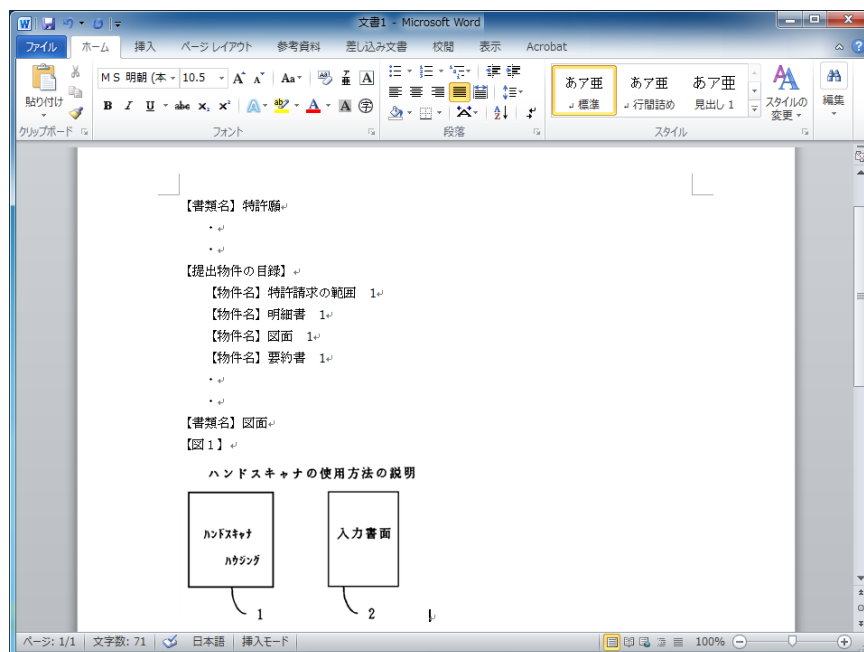 文書1 - Microsoft Word
ファイル ホーム 挿入 ページ レイアウト 参考資料 差し込み文書 校閲 表示 Acrobat
貼り付け
クリップボード
MS 明朝 (本 10.5 A A Aa 亜 A
B I U abc x₂ x² A ab A A 字
フォント
段落
あア亜 あア亜 あア亜
標準 行間詰め 見出し 1
スタイルの変更
スタイル
編集
【書類名】特許願
・
・
【提出物件の目録】
【物件名】特許請求の範囲 1
【物件名】明細書 1
【物件名】図面 1
【物件名】要約書 1
・
・
【書類名】図面
【図1】
ハンドスキャナの使用方法の説明
ハンドスキャナ
ハウジング
入力書面
1 2
ページ: 1/1 文字数: 71 日本語 挿入モード 100%